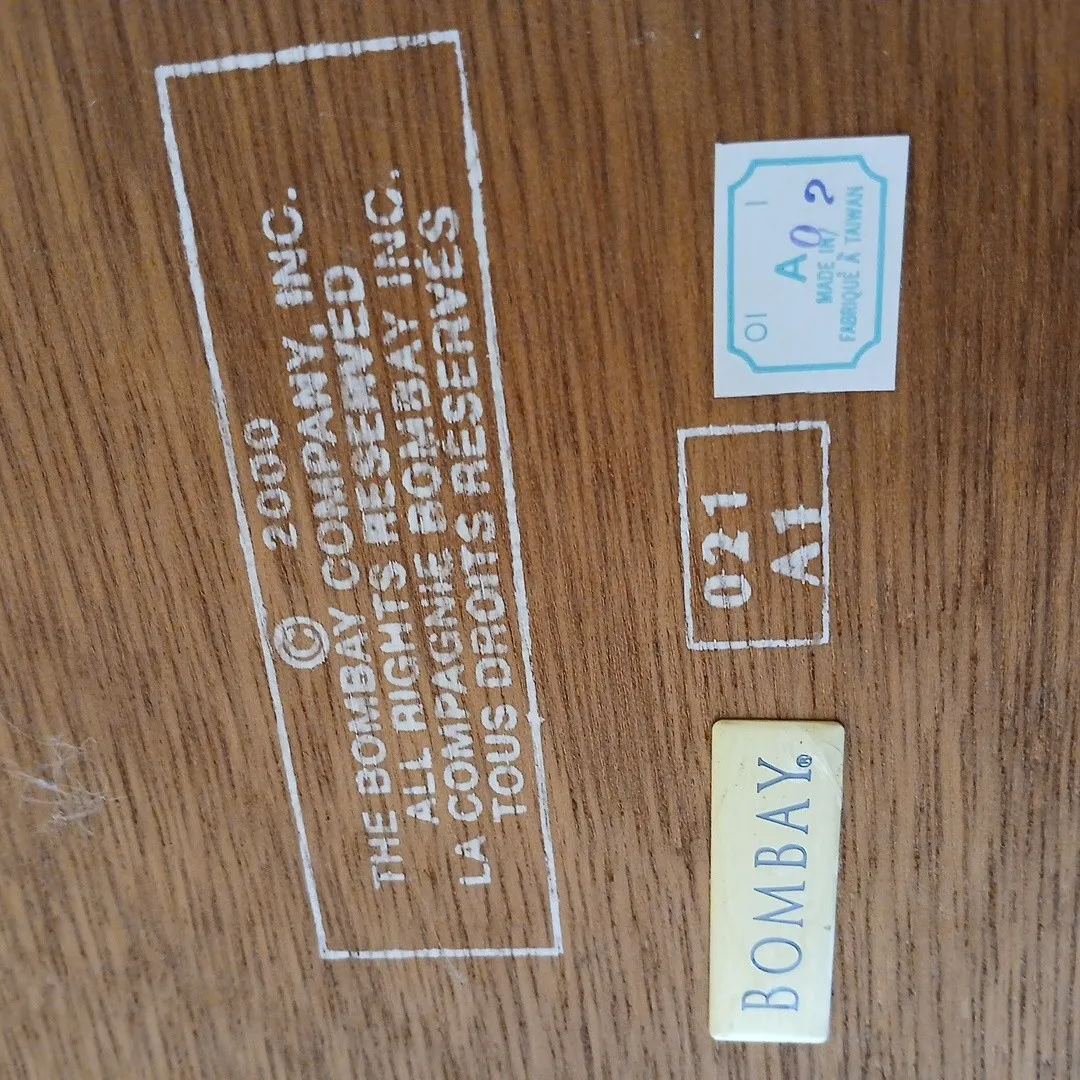 © 2000
THE BOMBAY COMPANY, INC.
ALL RIGHTS RESERVED
LA COMPAGNIE BOMBAY INC.
TOUS DROITS RÉSERVÉS
01 1
A 0 2
MADE IN/
FABRIQUÉ À TAIWAN
021
A1
BOMBAY®